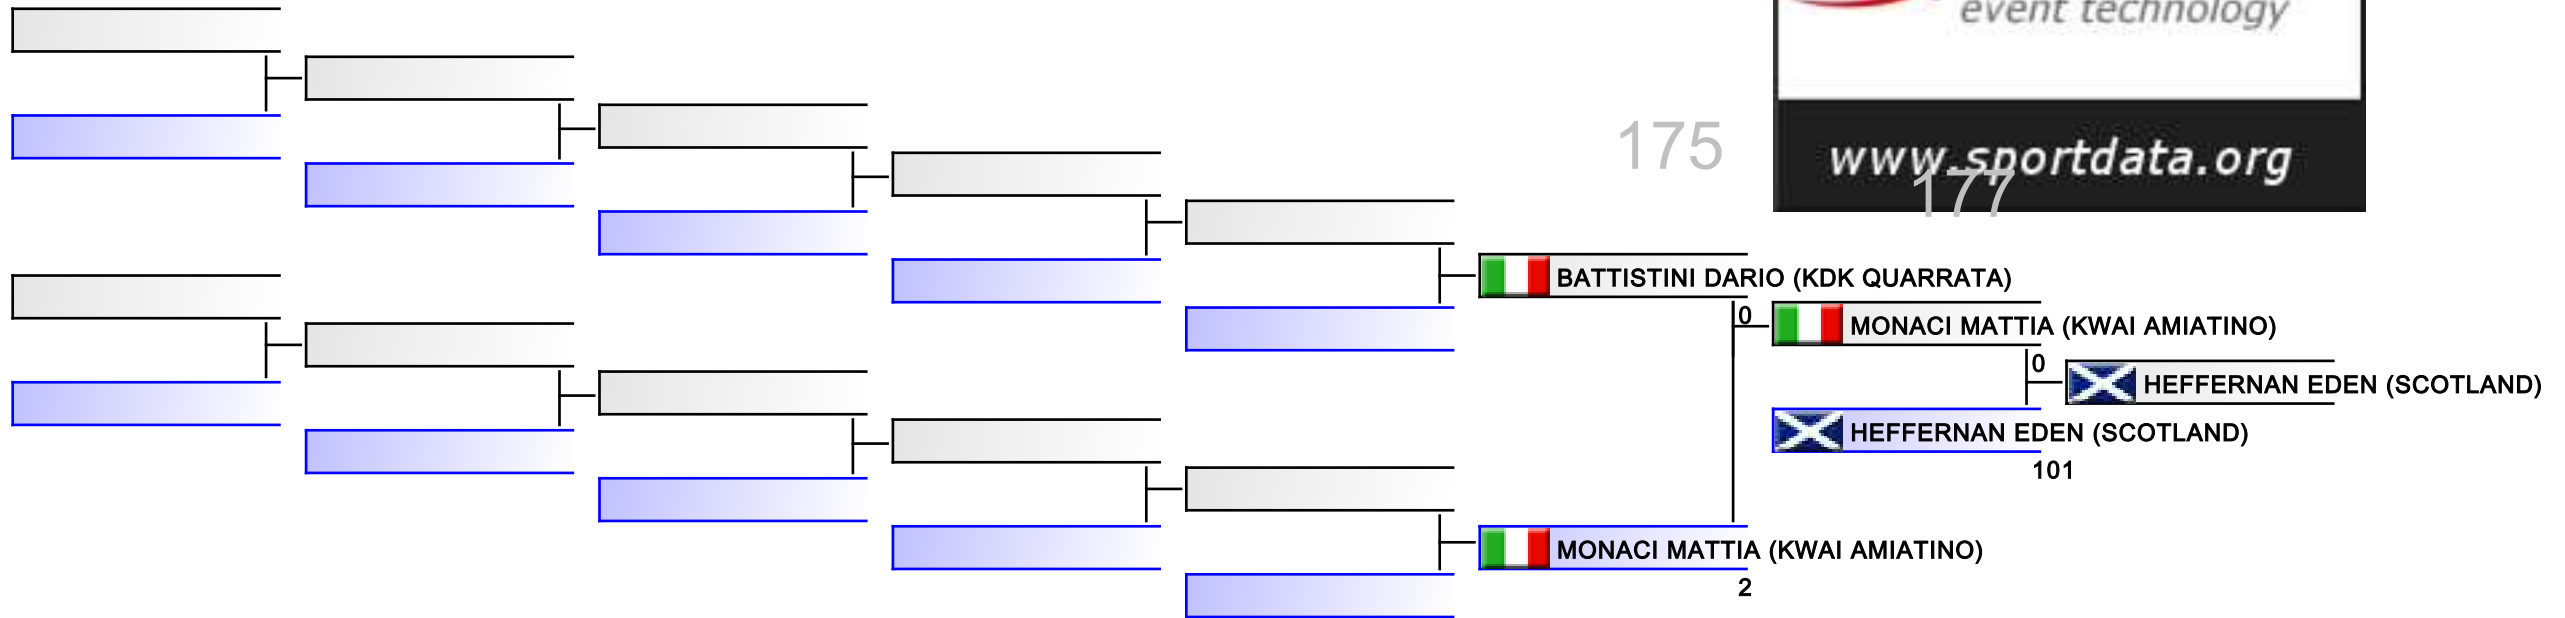 event technology
175
www.sportdata.org
177
BATTISTINI DARIO (KDK QUARRATA)
0
MONACI MATTIA (KWAI AMIATINO)
0
HEFFERNAN EDEN (SCOTLAND)
HEFFERNAN EDEN (SCOTLAND)
101
MONACI MATTIA (KWAI AMIATINO)
2